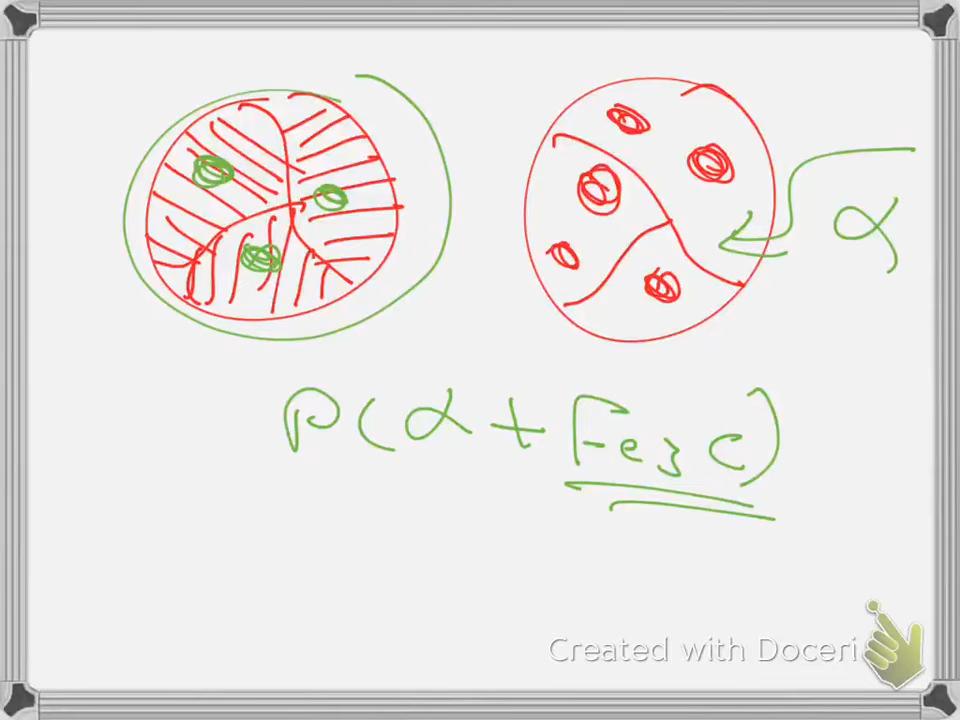 α
P(α + Fe3C)
Created with Doceri